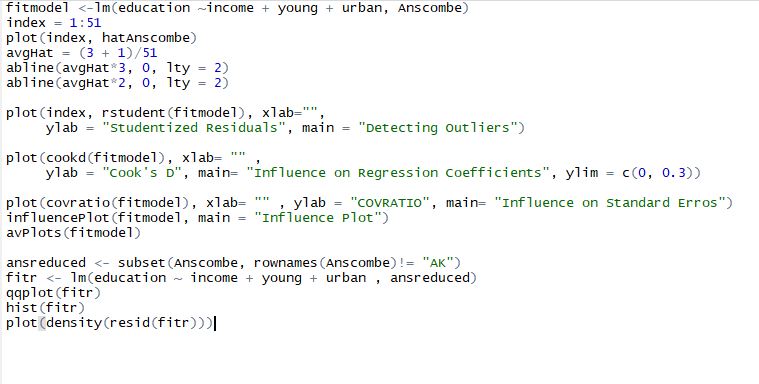 fitmodel <-lm(education ~income + young + urban, Anscombe)
index = 1:51
plot(index, hatAnscombe)
avgHat = (3 + 1)/51
abline(avgHat*3, 0, lty = 2)
abline(avgHat*2, 0, lty = 2)
plot(index, rstudent(fitmodel), xlab="",
ylab = "Studentized Residuals", main = "Detecting Outliers")
plot(cookd(fitmodel), xlab= "" ,
ylab = "Cook's D", main= "Influence on Regression Coefficients", ylim = c(0, 0.3))
plot(covratio(fitmodel), xlab= "" , ylab = "COVRATIO", main= "Influence on Standard Erros")
influencePlot(fitmodel, main = "Influence Plot")
avPlots(fitmodel)
ansreduced <- subset(Anscombe, rownames(Anscombe)!= "AK")
fitr <- lm(education ~ income + young + urban , ansreduced)
qqplot(fitr)
hist(fitr)
plot(density(resid(fitr)))